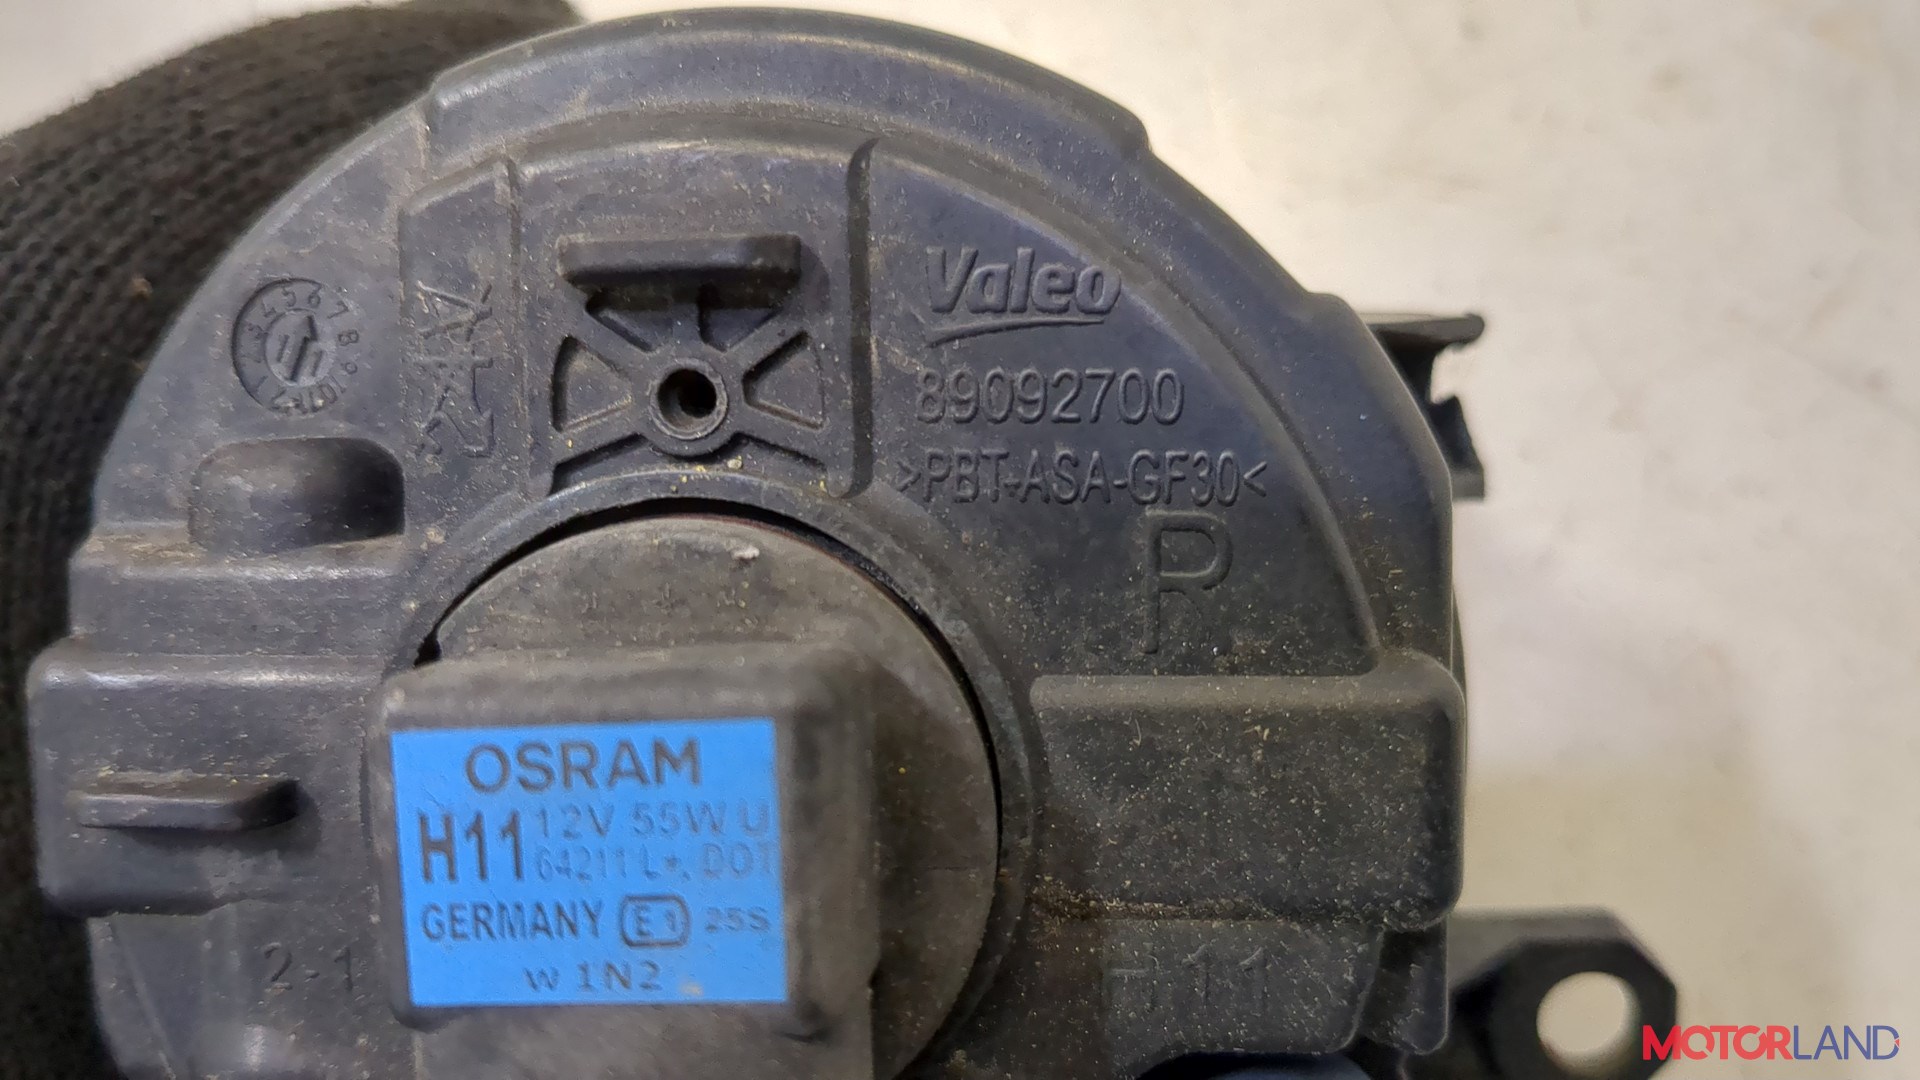 Valeo
89092700
>PBT-ASA-GF30<
R
OSRAM
H11 12V 55W U
64211 L+, DOT
GERMANY E1 25S
W 1N2
2-1
MOTORLAND